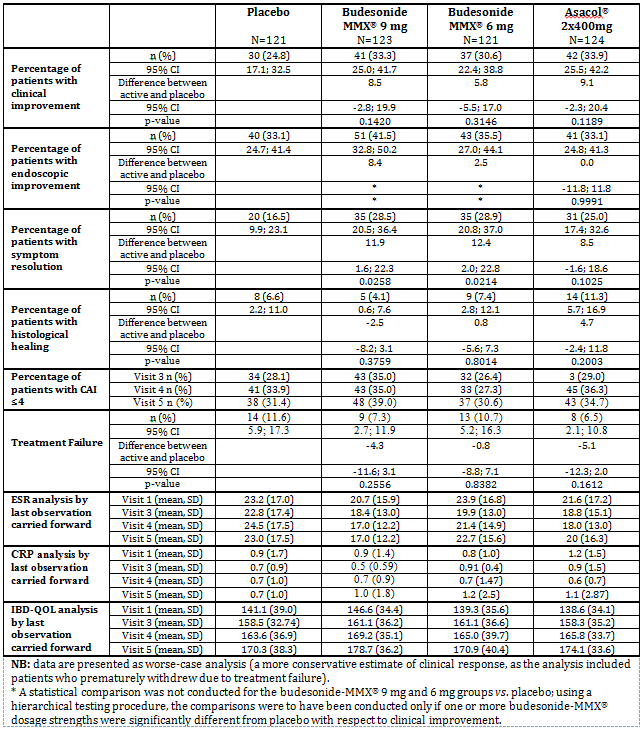 Placebo
N=121
Budesonide
MMX® 9 mg
N=123
Budesonide
MMX® 6 mg
N=121
Asacol®
2x400mg
N=124
Percentage of
patients with
clinical
improvement
n (%) 30 (24.8) 41 (33.3) 37 (30.6) 42 (33.9)
95% CI 17.1; 32.5 25.0; 41.7 22.4; 38.8 25.5; 42.2
Difference between
active and placebo 8.5 5.8 9.1
95% CI -2.8; 19.9 -5.5; 17.0 -2.3; 20.4
p-value 0.1420 0.3146 0.1189
Percentage of
patients with
endoscopic
improvement
n (%) 40 (33.1) 51 (41.5) 43 (35.5) 41 (33.1)
95% CI 24.7; 41.4 32.8; 50.2 27.0; 44.1 24.8; 41.3
Difference between
active and placebo 8.4 2.5 0.0
95% CI * * -11.8; 11.8
p-value * * 0.9991
Percentage of
patients with
symptom
resolution
n (%) 20 (16.5) 35 (28.5) 35 (28.9) 31 (25.0)
95% CI 9.9; 23.1 20.5; 36.4 20.8; 37.0 17.4; 32.6
Difference between
active and placebo 11.9 12.4 8.5
95% CI 1.6; 22.3 2.0; 22.8 -1.6; 18.6
p-value 0.0258 0.0214 0.1025
Percentage of
patients with
histological
healing
n (%) 8 (6.6) 5 (4.1) 9 (7.4) 14 (11.3)
95% CI 2.2; 11.0 0.6; 7.6 2.8; 12.1 5.7; 16.9
Difference between
active and placebo -2.5 0.8 4.7
95% CI -8.2; 3.1 -5.6; 7.3 -2.4; 11.8
p-value 0.3759 0.8014 0.2003
Percentage of
patients with CAI
≤4
Visit 3 n (%) 34 (28.1) 43 (35.0) 32 (26.4) 3 (29.0)
Visit 4 n (%) 41 (33.9) 43 (35.0) 33 (27.3) 45 (36.3)
Visit 5 n (%) 38 (31.4) 48 (39.0) 37 (30.6) 43 (34.7)
Treatment Failure
n (%) 14 (11.6) 9 (7.3) 13 (10.7) 8 (6.5)
95% CI 5.9; 17.3 2.7; 11.9 5.2; 16.3 2.1; 10.8
Difference between
active and placebo -4.3 -0.8 -5.1
95% CI -11.6; 3.1 -8.8; 7.1 -12.3; 2.0
p-value 0.2556 0.8382 0.1612
ESR analysis by
last observation
carried forward
Visit 1 (mean, SD) 23.2 (17.0) 20.7 (15.9) 23.9 (16.8) 21.6 (17.2)
Visit 3 (mean, SD) 22.8 (17.4) 18.4 (13.0) 19.9 (13.0) 18.8 (15.1)
Visit 4 (mean, SD) 24.5 (17.5) 17.0 (12.2) 21.4 (14.9) 18.0 (13.0)
Visit 5 (mean, SD) 23.0 (17.5) 17.0 (12.2) 22.7 (15.6) 20 (16.3)
CRP analysis by
last observation
carried forward
Visit 1 (mean, SD) 0.9 (1.7) 0.9 (1.4) 0.8 (1.0) 1.2 (1.5)
Visit 3 (mean, SD) 0.7 (0.9) 0.5 (0.59) 0.91 (0.4) 0.9 (1.5)
Visit 4 (mean, SD) 0.7 (1.0) 0.7 (0.9) 0.7 (1.47) 0.6 (0.7)
Visit 5 (mean, SD) 0.7 (1.0) 1.0 (1.8) 1.2 (2.5) 1.1 (2.87)
IBD-QOL analysis
by last
observation
carried forward
Visit 1 (mean, SD) 141.1 (39.0) 146.6 (34.4) 139.3 (35.6) 138.6 (34.1)
Visit 3 (mean, SD) 158.5 (32.74) 161.1 (36.2) 161.1 (36.6) 158.3 (35.2)
Visit 4 (mean, SD) 163.6 (36.9) 169.2 (35.1) 165.0 (39.7) 165.8 (33.7)
Visit 5 (mean, SD) 170.3 (38.3) 178.7 (36.2) 170.9 (40.4) 174.1 (33.6)
NB: data are presented as worse-case analysis (a more conservative estimate of clinical response, as the analysis included
patients who prematurely withdrew due to treatment failure).
* A statistical comparison was not conducted for the budesonide-MMX® 9 mg and 6 mg groups vs. placebo; using a
hierarchical testing procedure, the comparisons were to have been conducted only if one or more budesonide-MMX®
dosage strengths were significantly different from placebo with respect to clinical improvement.